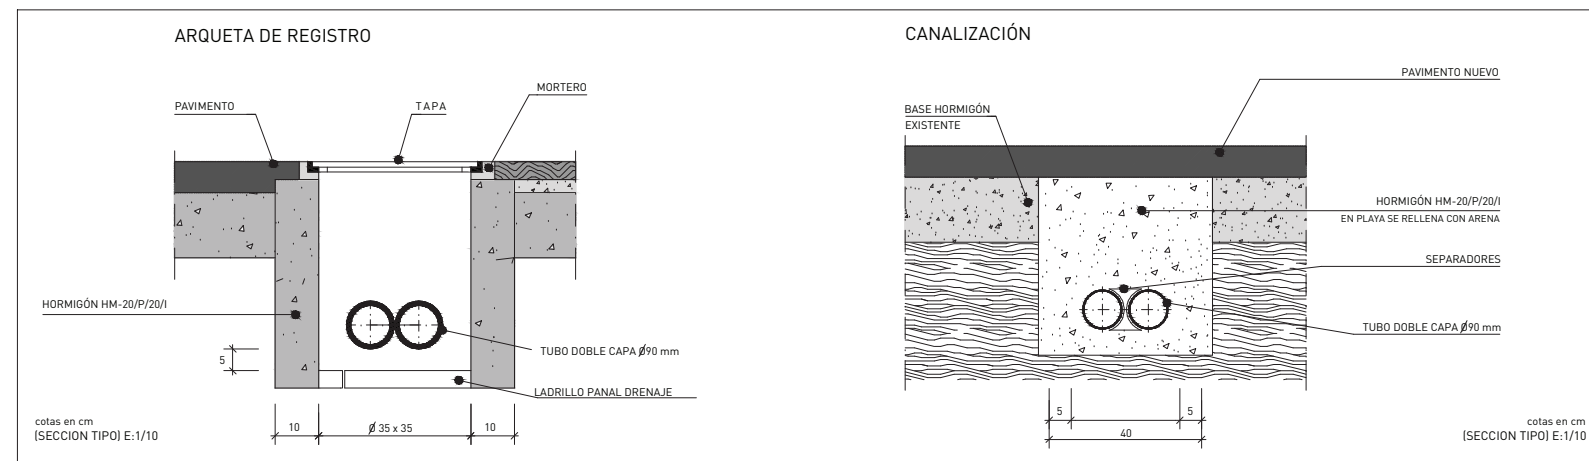 ARQUETA DE REGISTRO
PAVIMENTO
TAPA
MORTERO
HORMIGÓN HM-20/P/20/I
5
TUBO DOBLE CAPA Ø90 mm
LADRILLO PANAL DRENAJE
10
Ø 35 x 35
10
cotas en cm
(SECCION TIPO) E:1/10
CANALIZACIÓN
PAVIMENTO NUEVO
BASE HORMIGÓN
EXISTENTE
HORMIGÓN HM-20/P/20/I
EN PLAYA SE RELLENA CON ARENA
SEPARADORES
TUBO DOBLE CAPA Ø90 mm
5
5
40
cotas en cm
(SECCION TIPO) E:1/10